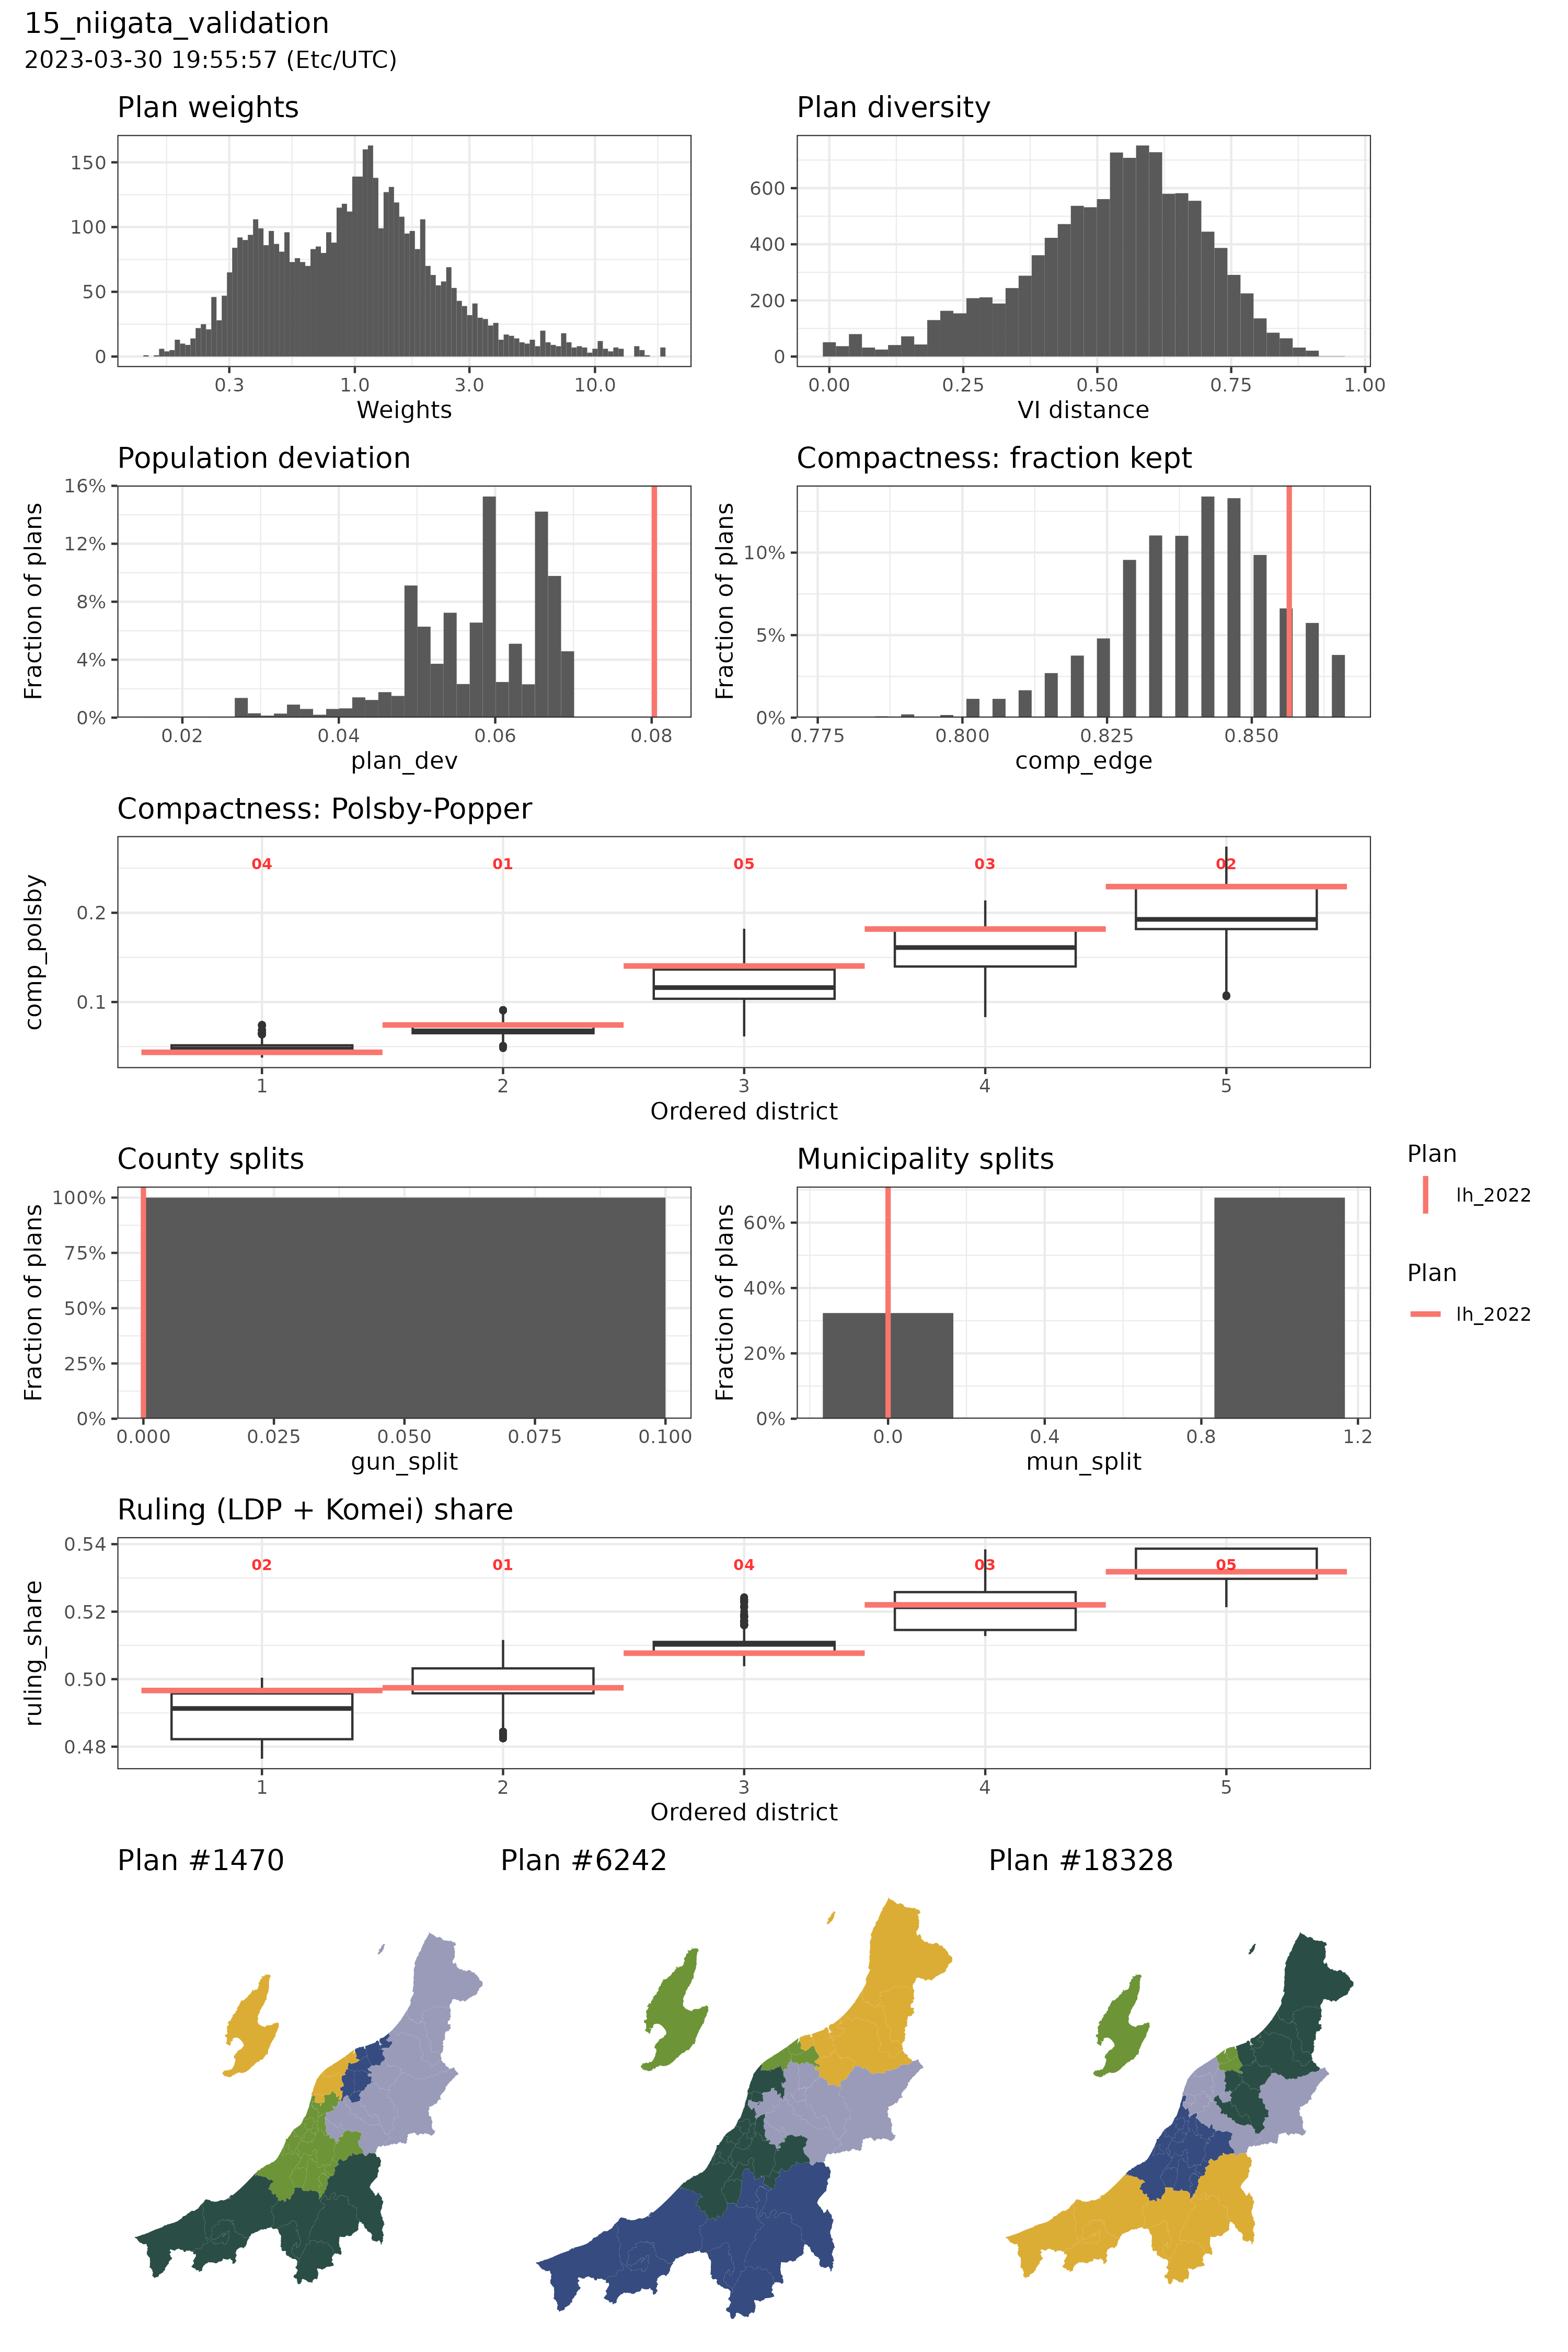 15_niigata_validation
2023-03-30 19:55:57 (Etc/UTC)
Plan weights
150
100
50
0
0.3 1.0 3.0 10.0
Weights
Plan diversity
600
400
200
0
0.00 0.25 0.50 0.75 1.00
VI distance
Population deviation
Fraction of plans
16%
12%
8%
4%
0%
0.02 0.04 0.06 0.08
plan_dev
Compactness: fraction kept
Fraction of plans
10%
5%
0%
0.775 0.800 0.825 0.850
comp_edge
Compactness: Polsby-Popper
comp_polsby
0.2
0.1
04 01 05 03 02
1 2 3 4 5
Ordered district
County splits
Fraction of plans
100%
75%
50%
25%
0%
0.000 0.025 0.050 0.075 0.100
gun_split
Municipality splits
Fraction of plans
60%
40%
20%
0%
0.0 0.4 0.8 1.2
mun_split
Plan
lh_2022
Plan
lh_2022
Ruling (LDP + Komei) share
ruling_share
0.54
0.52
0.50
0.48
02 01 04 03 05
1 2 3 4 5
Ordered district
Plan #1470
Plan #6242
Plan #18328